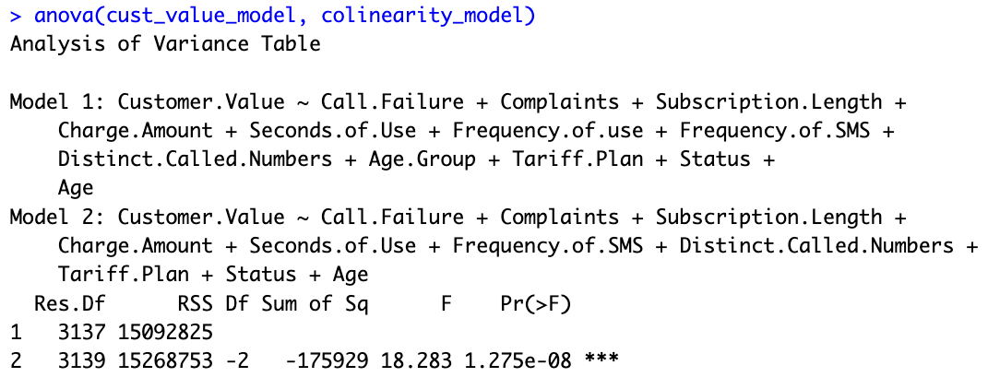 > anova(cust_value_model, colinearity_model)
Analysis of Variance Table

Model 1: Customer.Value ~ Call.Failure + Complaints + Subscription.Length +
    Charge.Amount + Seconds.of.Use + Frequency.of.use + Frequency.of.SMS +
    Distinct.Called.Numbers + Age.Group + Tariff.Plan + Status +
    Age
Model 2: Customer.Value ~ Call.Failure + Complaints + Subscription.Length +
    Charge.Amount + Seconds.of.Use + Frequency.of.SMS + Distinct.Called.Numbers +
    Tariff.Plan + Status + Age
  Res.Df      RSS Df Sum of Sq      F    Pr(>F)
1   3137 15092825
2   3139 15268753 -2   -175929 18.283 1.275e-08 ***